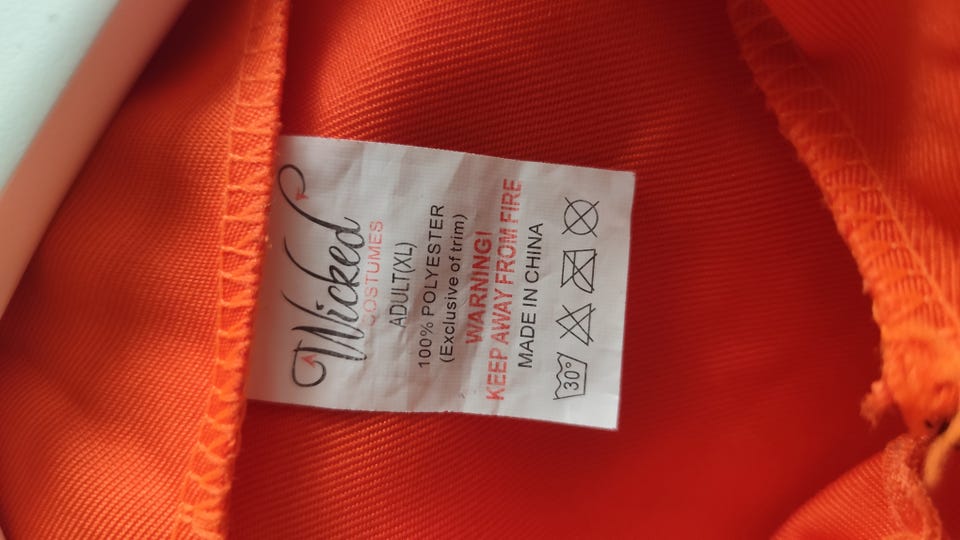 Wicked
COSTUMES
ADULT(XL)
100% POLYESTER
(Exclusive of trim)
WARNING!
KEEP AWAY FROM FIRE
MADE IN CHINA
30°